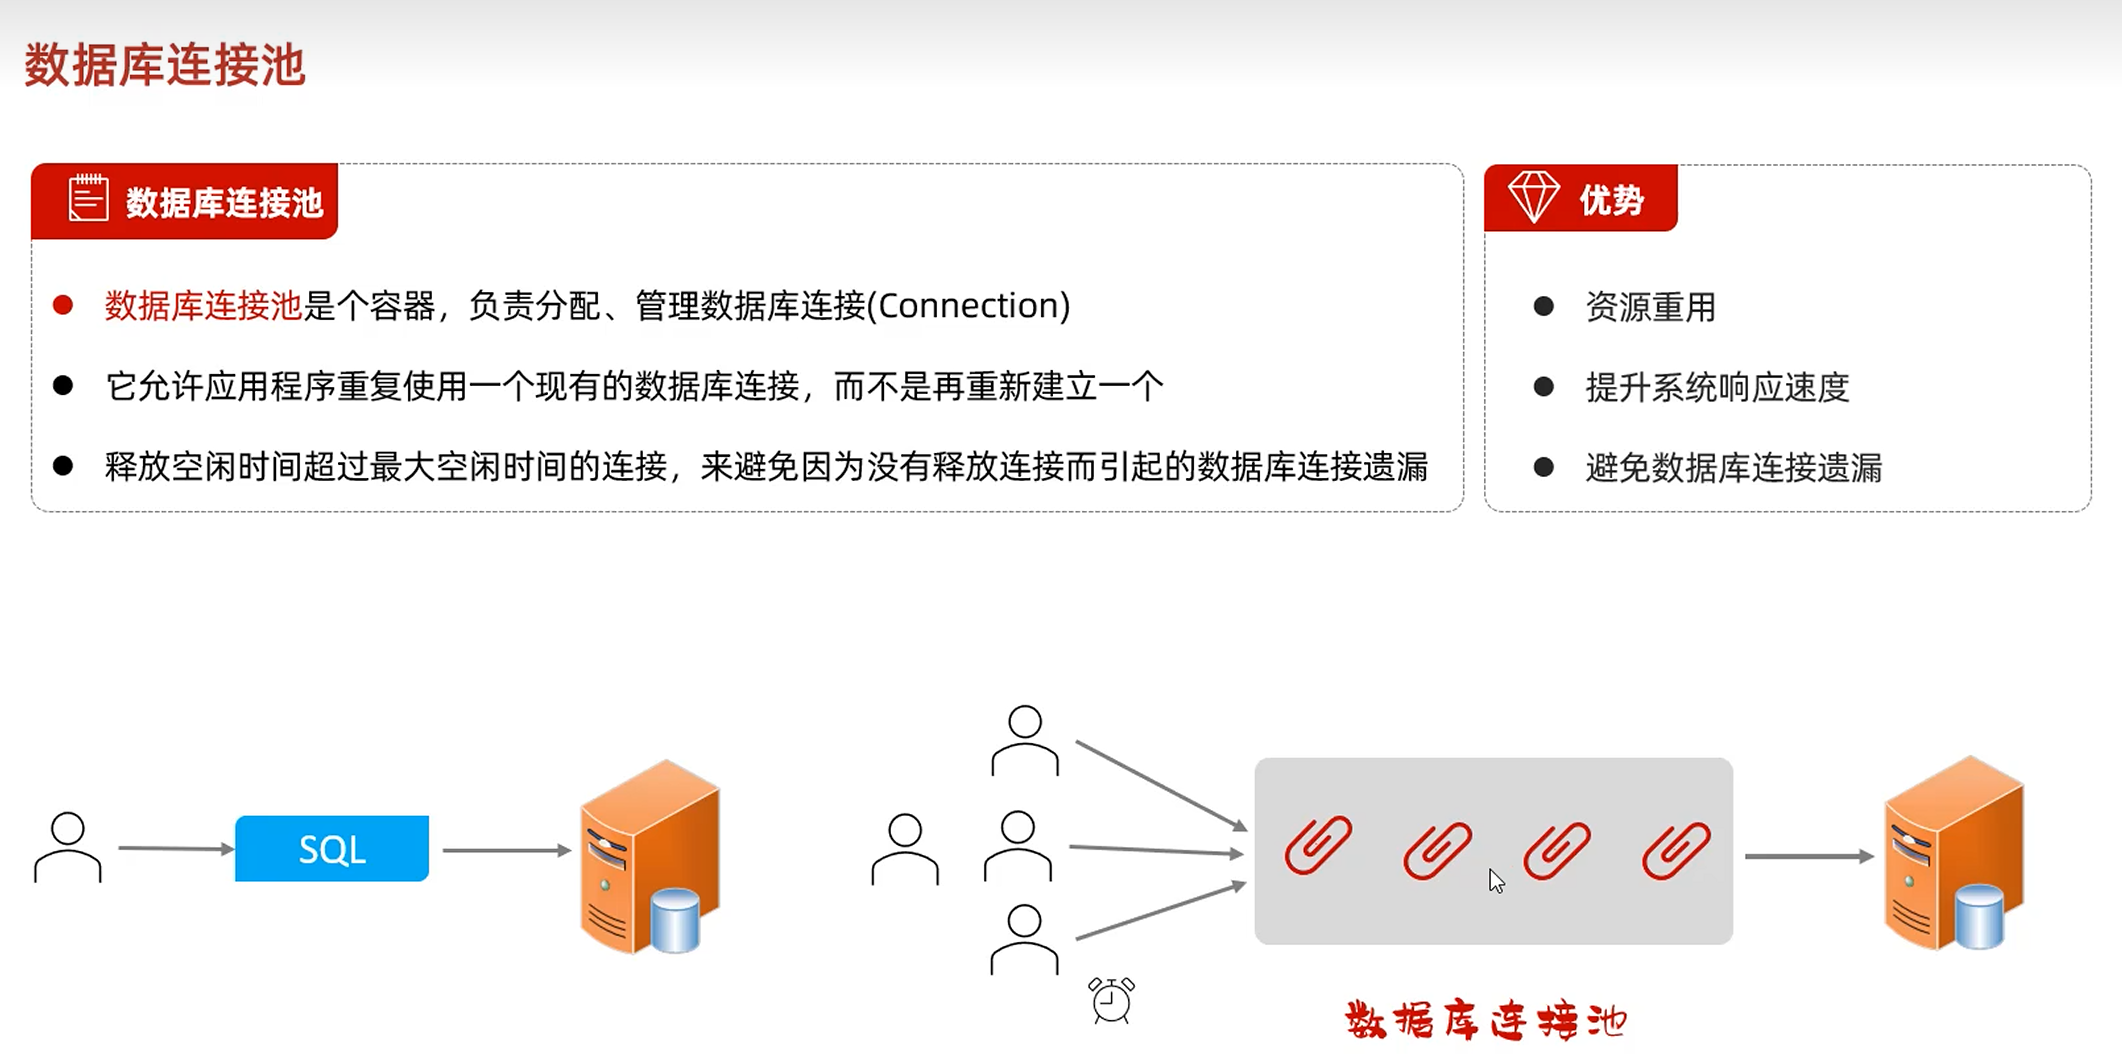 数据库连接池
数据库连接池
数据库连接池是个容器，负责分配、管理数据库连接(Connection)
它允许应用程序重复使用一个现有的数据库连接，而不是再重新建立一个
释放空闲时间超过最大空闲时间的连接，来避免因为没有释放连接而引起的数据库连接遗漏
优势
资源重用
提升系统响应速度
避免数据库连接遗漏
SQL
数据库连接池